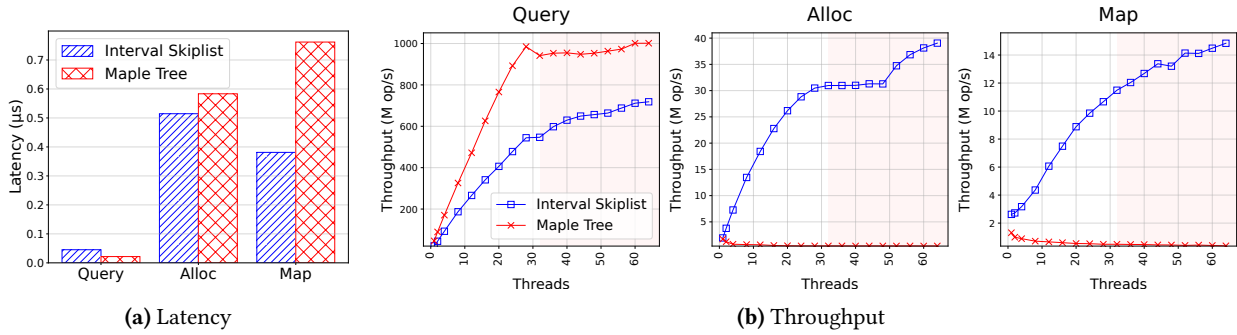 Latency (µs)
0.7
0.6
0.5
0.4
0.3
0.2
0.1
0.0
Interval Skiplist
Maple Tree
Query
Alloc
Map
(a) Latency
Query
Throughput (M op/s)
1000
800
600
400
200
Interval Skiplist
Maple Tree
0
10
20
30
40
50
60
Threads
Alloc
Throughput (M op/s)
40
35
30
25
20
15
10
5
0
10
20
30
40
50
60
Threads
Map
Throughput (M op/s)
14
12
10
8
6
4
2
0
10
20
30
40
50
60
Threads
(b) Throughput